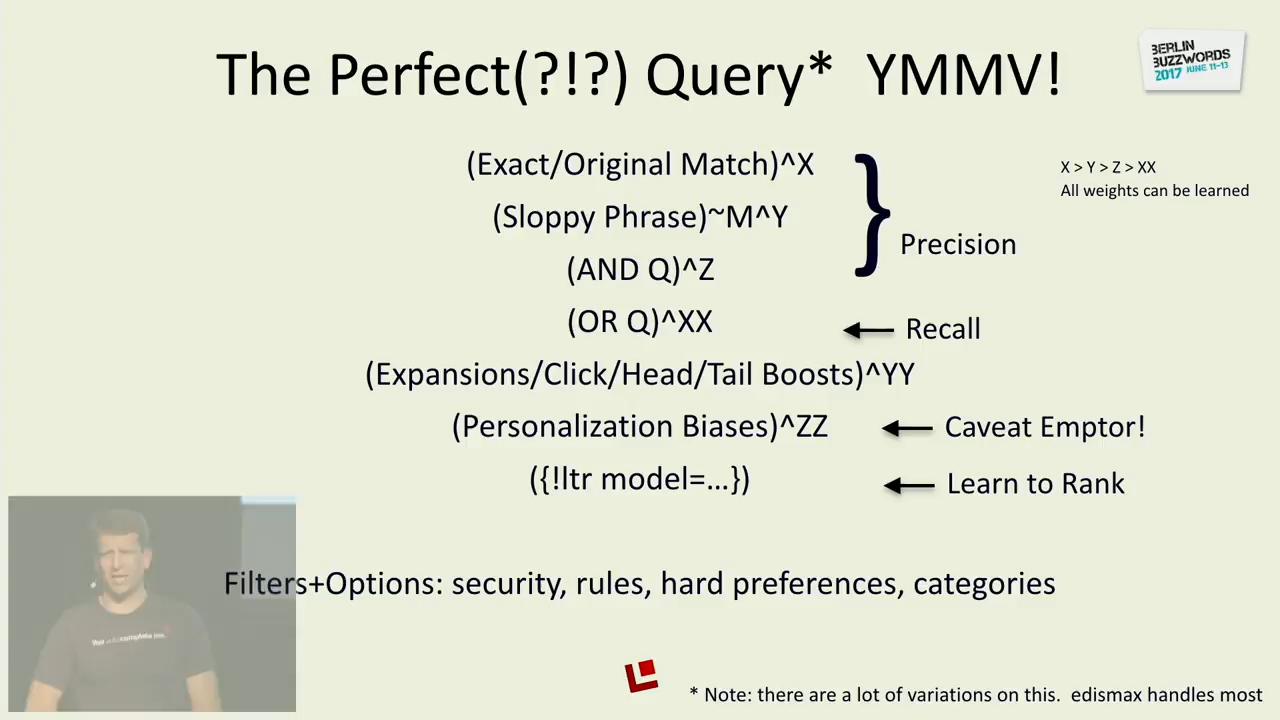 The Perfect(?!?) Query* YMMV!
BERLIN
BUZZWORDS
2017 JUNE 11-13
(Exact/Original Match)^X
(Sloppy Phrase)~M^Y
(AND Q)^Z
(OR Q)^XX
(Expansions/Click/Head/Tail Boosts)^YY
(Personalization Biases)^ZZ
({!ltr model=…})
}
Precision
X > Y > Z > XX
All weights can be learned
Recall
Caveat Emptor!
Learn to Rank
Filters+Options: security, rules, hard preferences, categories
* Note: there are a lot of variations on this. edismax handles most